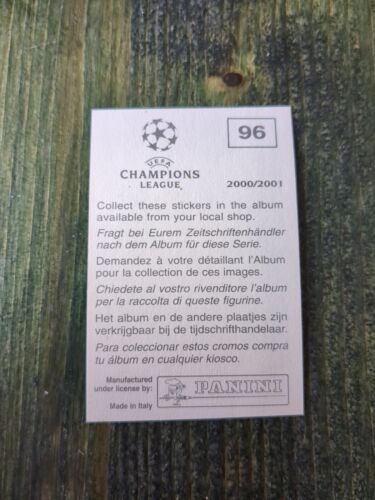 96
UEFA
CHAMPIONS
LEAGUE
2000/2001
Collect these stickers in the album
available from your local shop.
Fragt bei Eurem Zeitschriftenhändler
nach dem Album für diese Serie.
Demandez à votre détaillant l'Album
pour la collection de ces images.
Chiedete al vostro rivenditore l'album
per la raccolta di queste figurine.
Het album en de andere plaatjes zijn
verkrijgbaar bij de tijdschrifthandelaar.
Para coleccionar estos cromos compra
tu álbum en cualquier kiosco.
Manufactured
under license by:
PANINI
Made in Italy